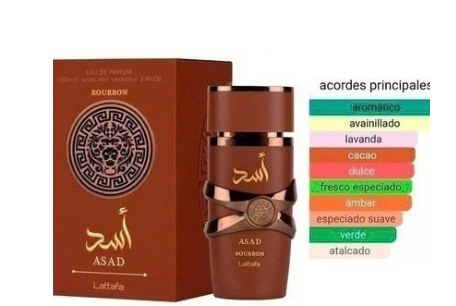 EAU DE PARFUM
BOURBON
أسد
ASAD
Lattafa
أسد
ASAD
BOURBON
Lattafa
acordes principales
aromático
avainillado
lavanda
cacao
dulce
fresco especiado
ámbar
especiado suave
verde
atalcado